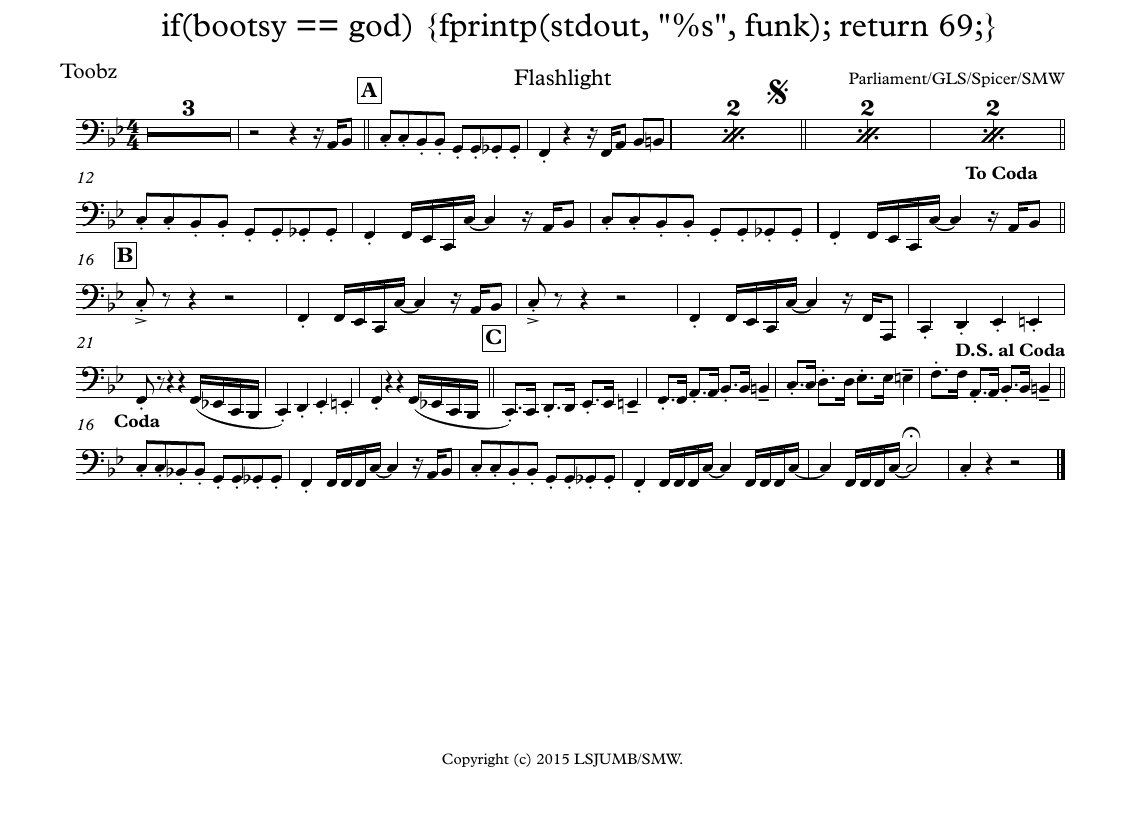 if(bootsy == god) {fprintp(stdout, "%s", funk); return 69;}
Toobz
Flashlight
Parliament/GLS/Spicer/SMW
A
3
2
2
2
To Coda
12
B
16
C
21
D.S. al Coda
16
Coda
Copyright (c) 2015 LSJUMB/SMW.